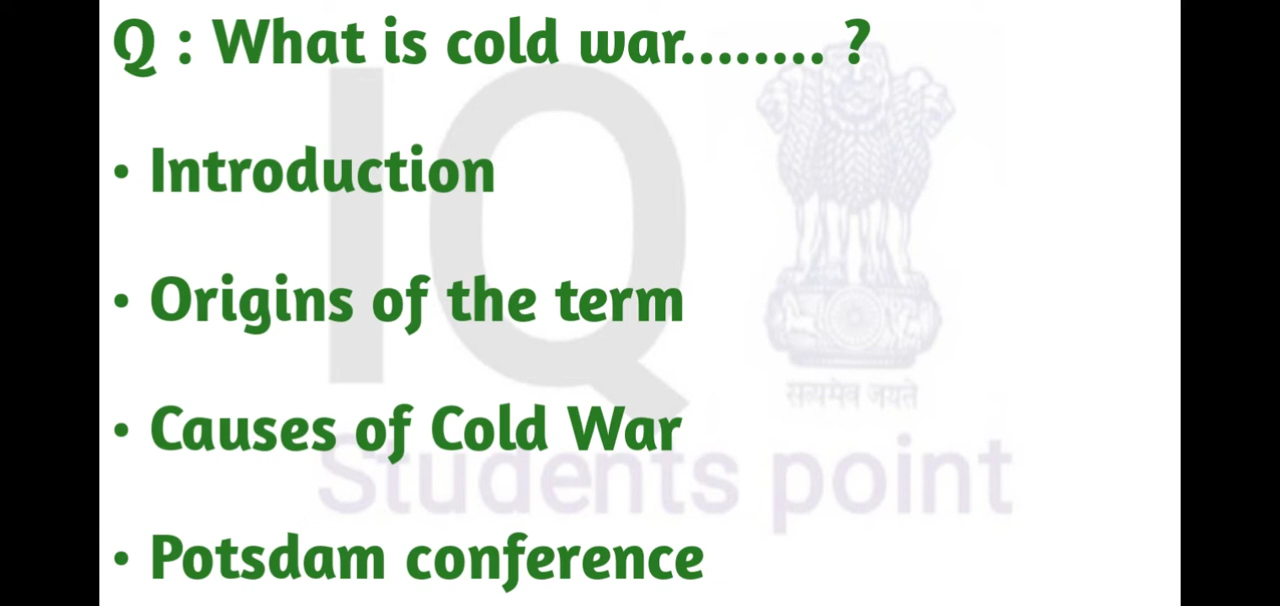 Q : What is cold war........ ?
• Introduction
• Origins of the term
सत्यमेव जयते
• Causes of Cold War
• Potsdam conference
IQ
Students point